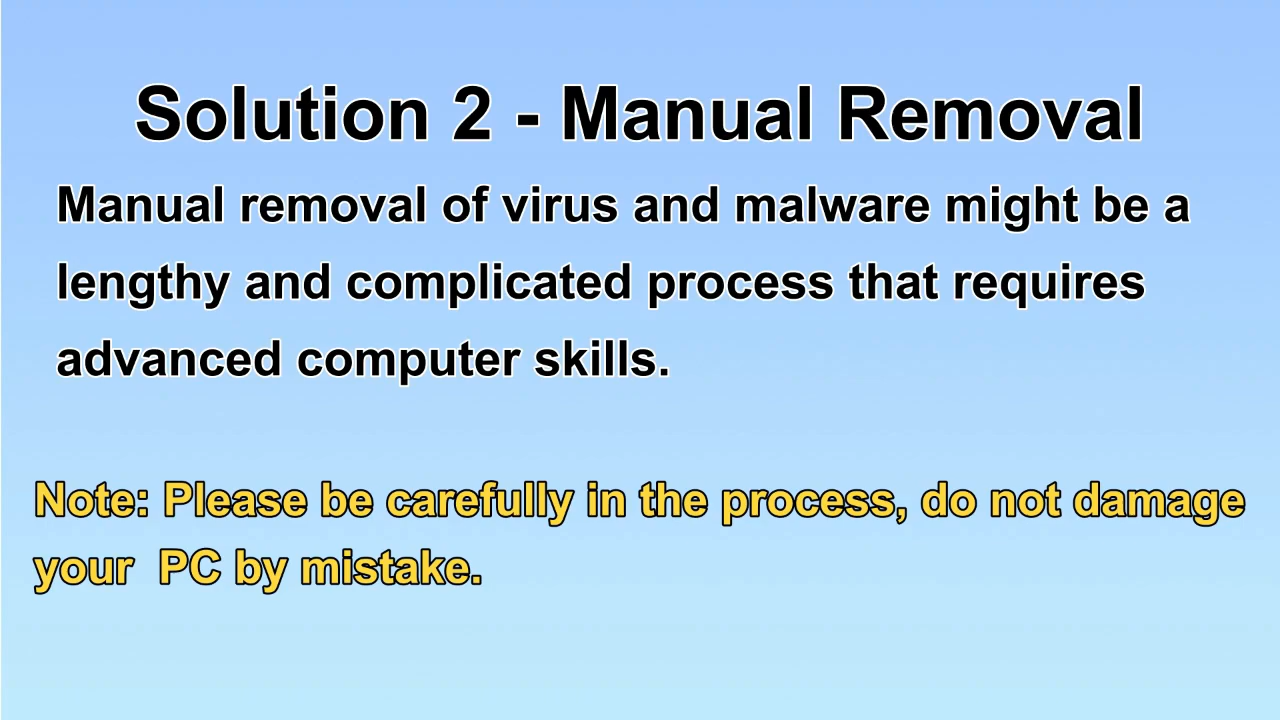 Solution 2 - Manual Removal
Manual removal of virus and malware might be a
lengthy and complicated process that requires
advanced computer skills.
Note: Please be carefully in the process, do not damage
your  PC by mistake.